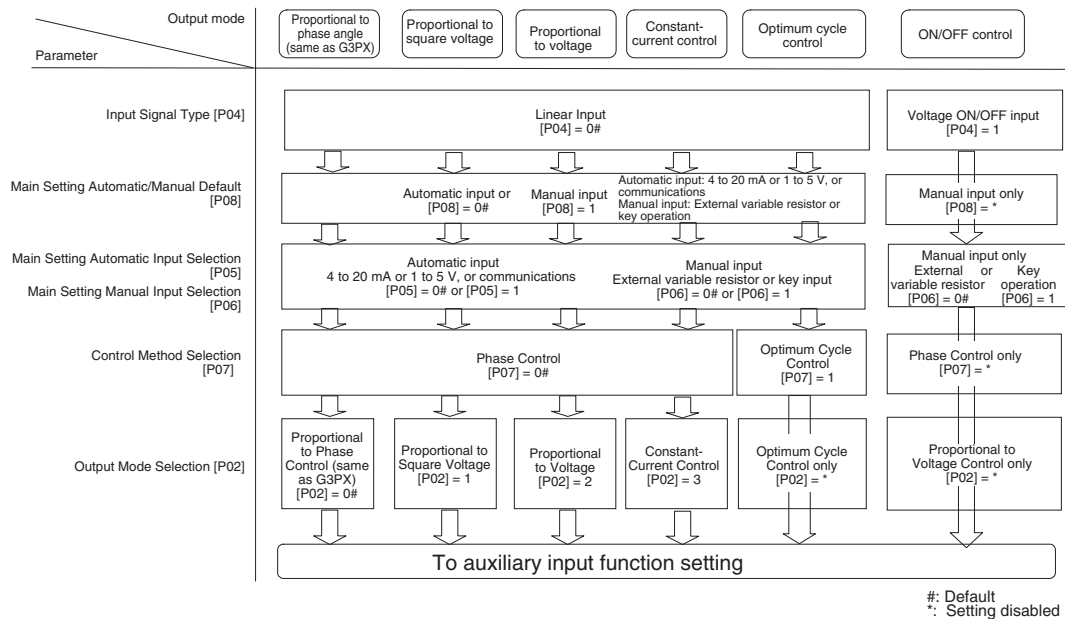 Output mode
Parameter
Proportional to
phase angle
(same as G3PX)
Proportional to
square voltage
Proportional
to voltage
Constant-
current control
Optimum cycle
control
ON/OFF control
Input Signal Type [P04]
Linear Input
[P04] = 0#
Voltage ON/OFF input
[P04] = 1
Main Setting Automatic/Manual Default
[P08]
Automatic input or
[P08] = 0#
Manual input
[P08] = 1
Automatic input: 4 to 20 mA or 1 to 5 V, or
communications
Manual input: External variable resistor or
key operation
Manual input only
[P08] = *
Main Setting Automatic Input Selection
[P05]
Main Setting Manual Input Selection
[P06]
Automatic input
4 to 20 mA or 1 to 5 V, or communications
[P05] = 0# or [P05] = 1
Manual input
External variable resistor or key input
[P06] = 0# or [P06] = 1
Manual input only
External or Key
variable resistor operation
[P06] = 0# [P06] = 1
Control Method Selection
[P07]
Phase Control
[P07] = 0#
Optimum Cycle
Control
[P07] = 1
Phase Control only
[P07] = *
Output Mode Selection [P02]
Proportional
to Phase
Control (same
as G3PX)
[P02] = 0#
Proportional to
Square Voltage
[P02] = 1
Proportional
to Voltage
[P02] = 2
Constant-
Current Control
[P02] = 3
Optimum Cycle
Control only
[P02] = *
Proportional to
Voltage Control only
[P02] = *
To auxiliary input function setting
#: Default
*: Setting disabled